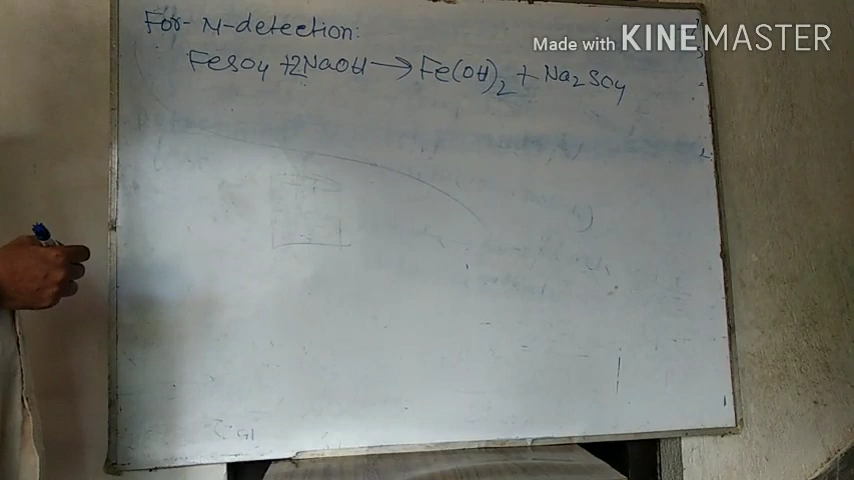 For- N-detection:
Made with KINEMASTER
FeSO4 +2NaOH → Fe(OH)2 + Na2SO4